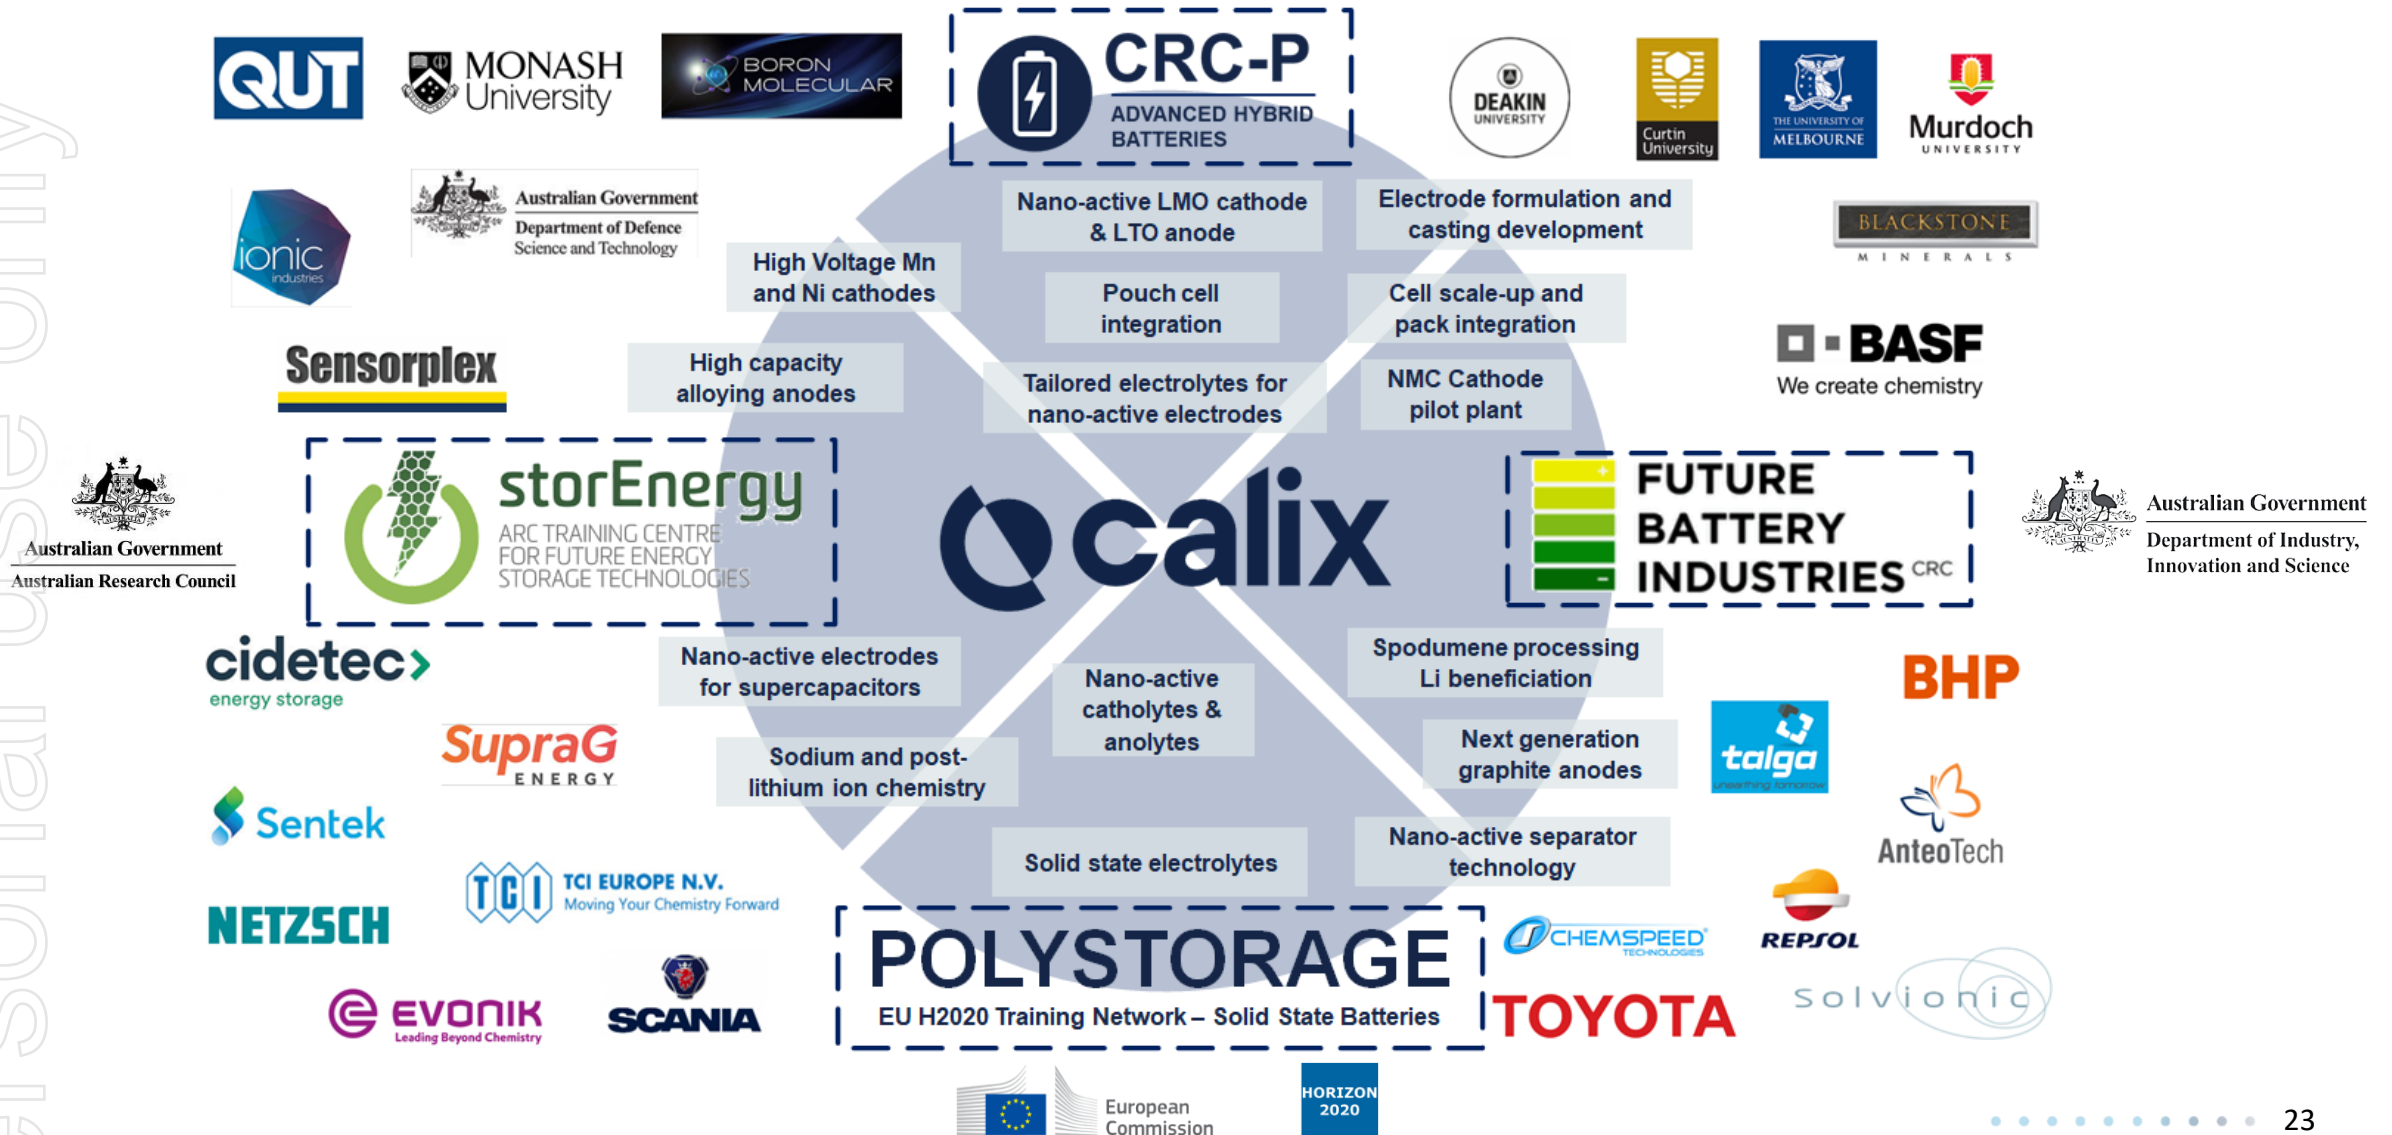 QUT
MONASH
University
BORON
MOLECULAR
CRC-P
ADVANCED HYBRID
BATTERIES
DEAKIN
UNIVERSITY
Curtin
University
THE UNIVERSITY OF
MELBOURNE
Murdoch
UNIVERSITY
ionic
industries
Australian Government
Department of Defence
Science and Technology
BLACKSTONE
MINERALS
Nano-active LMO cathode
& LTO anode
Electrode formulation and
casting development
High Voltage Mn
and Ni cathodes
Pouch cell
integration
Cell scale-up and
pack integration
Sensorplex
High capacity
alloying anodes
Tailored electrolytes for
nano-active electrodes
NMC Cathode
pilot plant
BASF
We create chemistry
Australian Government
Australian Research Council
storEnergy
ARC TRAINING CENTRE
FOR FUTURE ENERGY
STORAGE TECHNOLOGIES
calix
FUTURE
BATTERY
INDUSTRIES CRC
Australian Government
Department of Industry,
Innovation and Science
cidetec>
energy storage
Nano-active electrodes
for supercapacitors
Nano-active
catholytes &
anolytes
Spodumene processing
Li beneficiation
BHP
SupraG
ENERGY
Sodium and post-
lithium ion chemistry
Next generation
graphite anodes
talga
unearthing tomorrow
Sentek
AnteoTech
Solid state electrolytes
Nano-active separator
technology
TCI
TCI EUROPE N.V.
Moving Your Chemistry Forward
NETZSCH
POLYSTORAGE
EU H2020 Training Network – Solid State Batteries
CHEMSPEED
TECHNOLOGIES
REPSOL
EVONIK
Leading Beyond Chemistry
SCANIA
TOYOTA
Solvionic
European
Commission
HORIZON
2020
23
ersonal use only